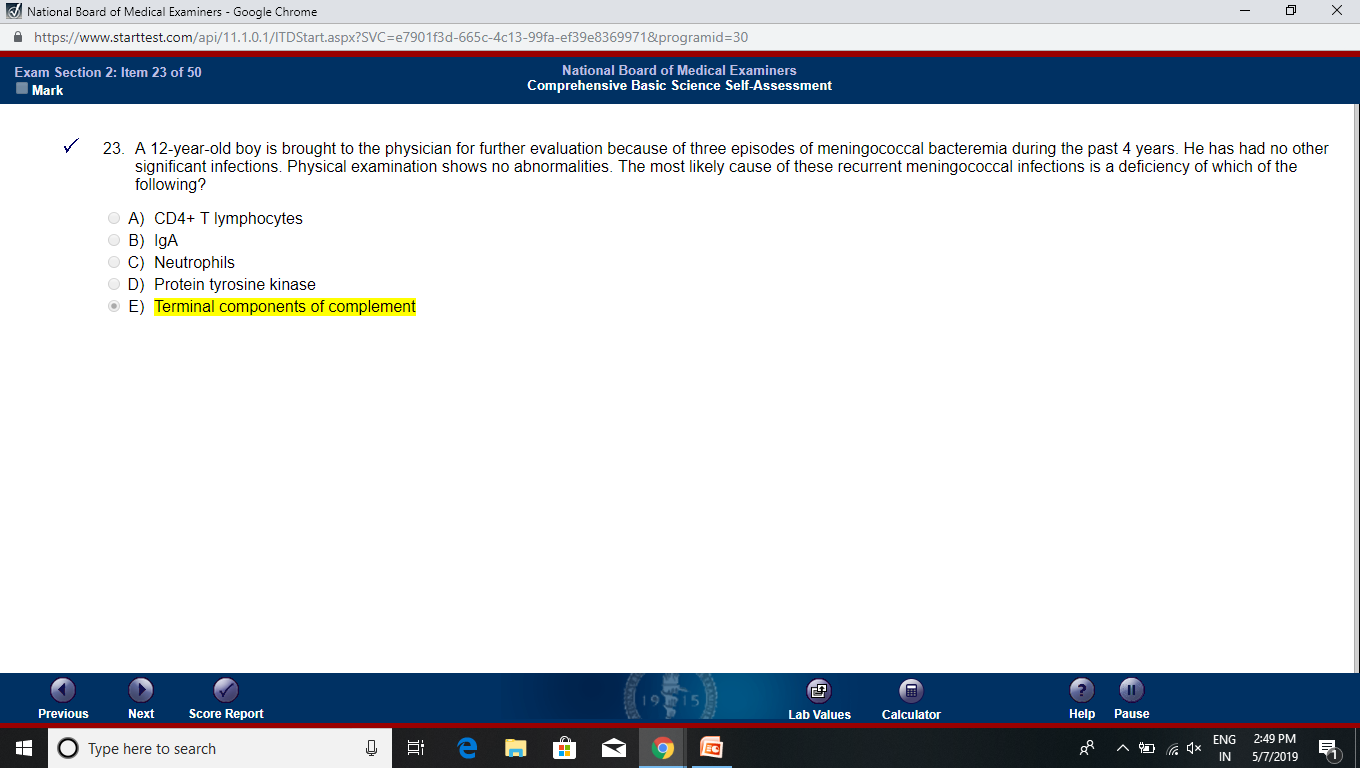 National Board of Medical Examiners - Google Chrome
https://www.starttest.com/api/11.1.0.1/ITDStart.aspx?SVC=e7901f3d-665c-4c13-99fa-ef39e8369971&programid=30
Exam Section 2: Item 23 of 50
National Board of Medical Examiners
Mark
Comprehensive Basic Science Self-Assessment
23. A 12-year-old boy is brought to the physician for further evaluation because of three episodes of meningococcal bacteremia during the past 4 years. He has had no other
significant infections. Physical examination shows no abnormalities. The most likely cause of these recurrent meningococcal infections is a deficiency of which of the
following?
A) CD4+ T lymphocytes
B) IgA
C) Neutrophils
D) Protein tyrosine kinase
E) Terminal components of complement
19 15
Previous Next Score Report Lab Values Calculator Help Pause
Type here to search
ENG 2:49 PM
IN 5/7/2019
1